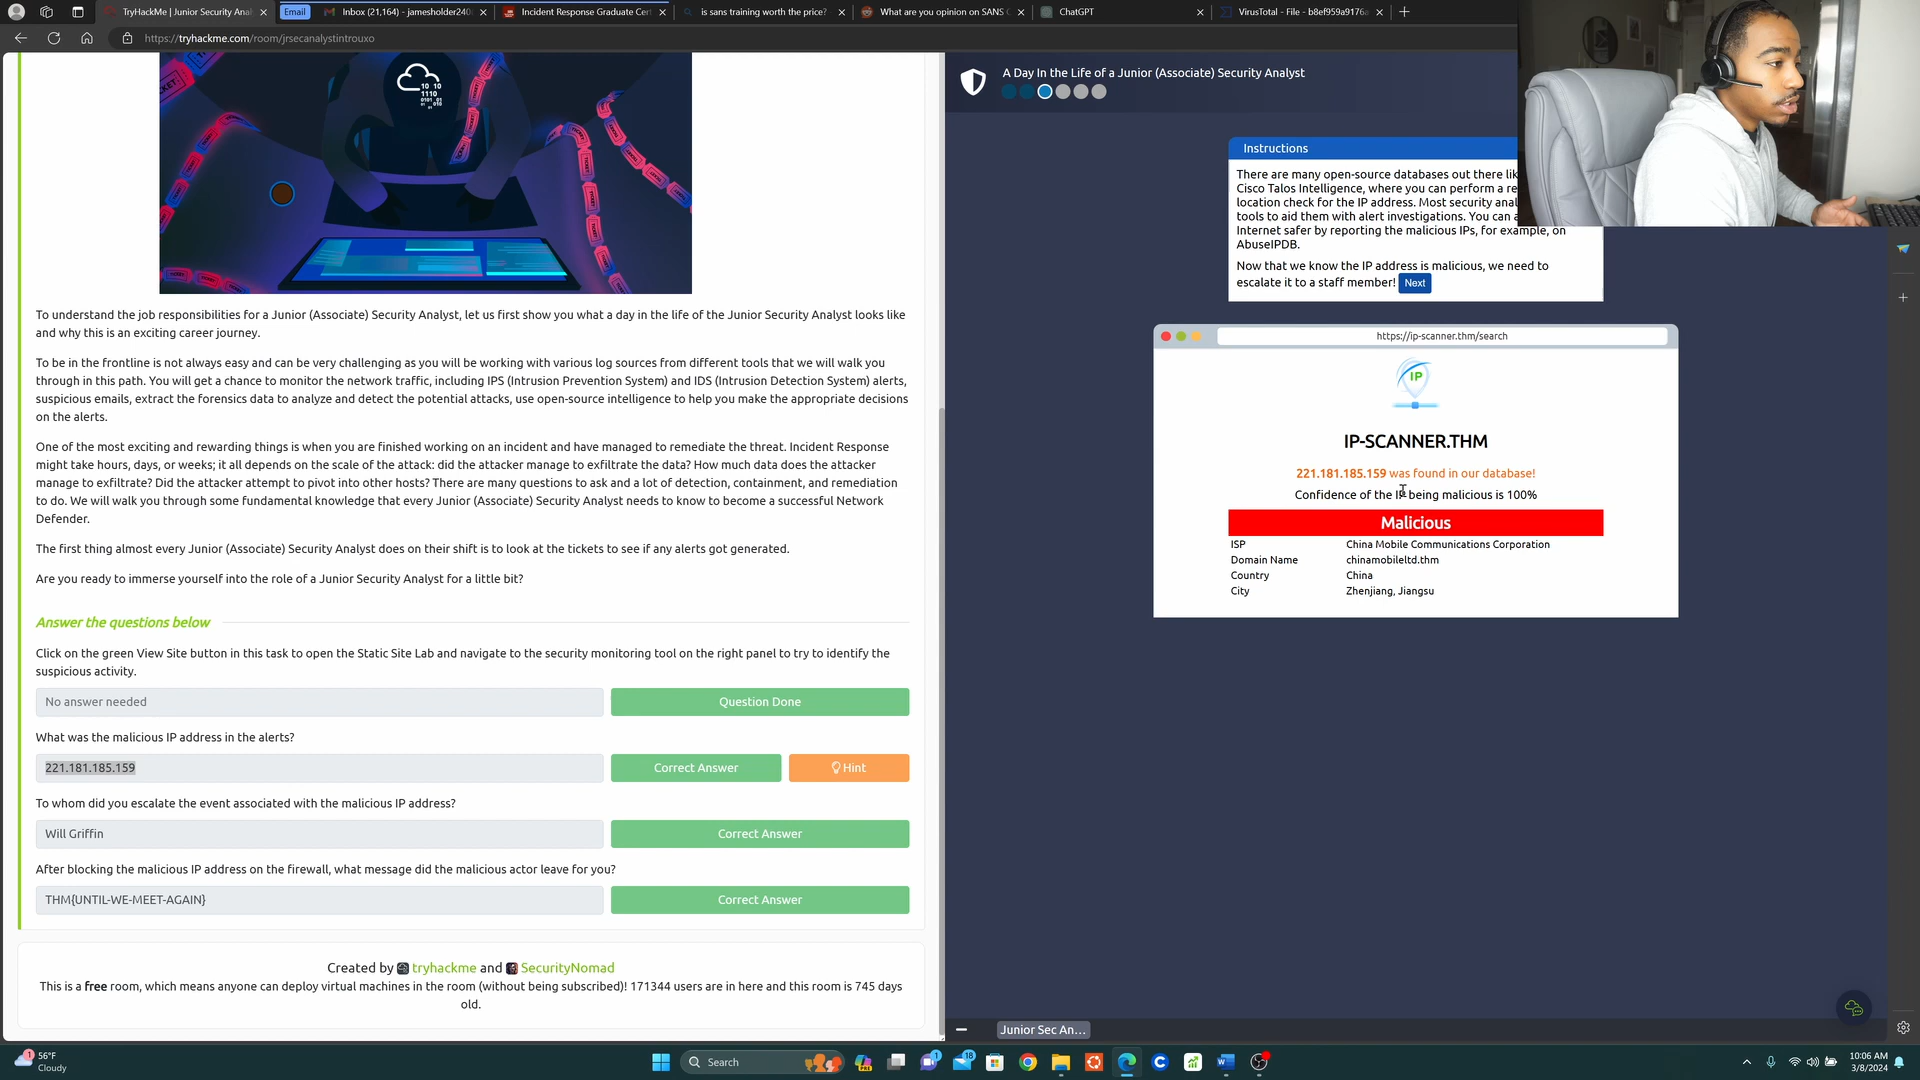 TryHackMe | Junior Security Anal
Email
Inbox (21,164) - jamesholder240
Incident Response Graduate Cert
is sans training worth the price?
What are you opinion on SANS C
ChatGPT
VirusTotal - File - b8ef959a9176
https://tryhackme.com/room/jrsecanalystintrouxo
TICKET
10 10
1110
0101 01
To understand the job responsibilities for a Junior (Associate) Security Analyst, let us first show you what a day in the life of the Junior Security Analyst looks like
and why this is an exciting career journey.
To be in the frontline is not always easy and can be very challenging as you will be working with various log sources from different tools that we will walk you
through in this path. You will get a chance to monitor the network traffic, including IPS (Intrusion Prevention System) and IDS (Intrusion Detection System) alerts,
suspicious emails, extract the forensics data to analyze and detect the potential attacks, use open-source intelligence to help you make the appropriate decisions
on the alerts.
One of the most exciting and rewarding things is when you are finished working on an incident and have managed to remediate the threat. Incident Response
might take hours, days, or weeks; it all depends on the scale of the attack: did the attacker manage to exfiltrate the data? How much data does the attacker
manage to exfiltrate? Did the attacker attempt to pivot into other hosts? There are many questions to ask and a lot of detection, containment, and remediation
to do. We will walk you through some fundamental knowledge that every Junior (Associate) Security Analyst needs to know to become a successful Network
Defender.
The first thing almost every Junior (Associate) Security Analyst does on their shift is to look at the tickets to see if any alerts got generated.
Are you ready to immerse yourself into the role of a Junior Security Analyst for a little bit?
Answer the questions below
Click on the green View Site button in this task to open the Static Site Lab and navigate to the security monitoring tool on the right panel to try to identify the
suspicious activity.
No answer needed
Question Done
What was the malicious IP address in the alerts?
221.181.185.159
Correct Answer
Hint
To whom did you escalate the event associated with the malicious IP address?
Will Griffin
Correct Answer
After blocking the malicious IP address on the firewall, what message did the malicious actor leave for you?
THM{UNTIL-WE-MEET-AGAIN}
Correct Answer
Created by tryhackme and SecurityNomad
This is a free room, which means anyone can deploy virtual machines in the room (without being subscribed)! 171344 users are in here and this room is 745 days
old.
A Day In the Life of a Junior (Associate) Security Analyst
Instructions
There are many open-source databases out there li
Cisco Talos Intelligence, where you can perform a re
location check for the IP address. Most security anal
tools to aid them with alert investigations. You can a
Internet safer by reporting the malicious IPs, for example, on
AbuseIPDB.
Now that we know the IP address is malicious, we need to
escalate it to a staff member! Next
https://ip-scanner.thm/search
IP
IP-SCANNER.THM
221.181.185.159 was found in our database!
Confidence of the IP being malicious is 100%
Malicious
ISP China Mobile Communications Corporation
Domain Name chinamobileltd.thm
Country China
City Zhenjiang, Jiangsu
Junior Sec An...
1
56°F
Cloudy
Search
1
18
10:06 AM
3/8/2024